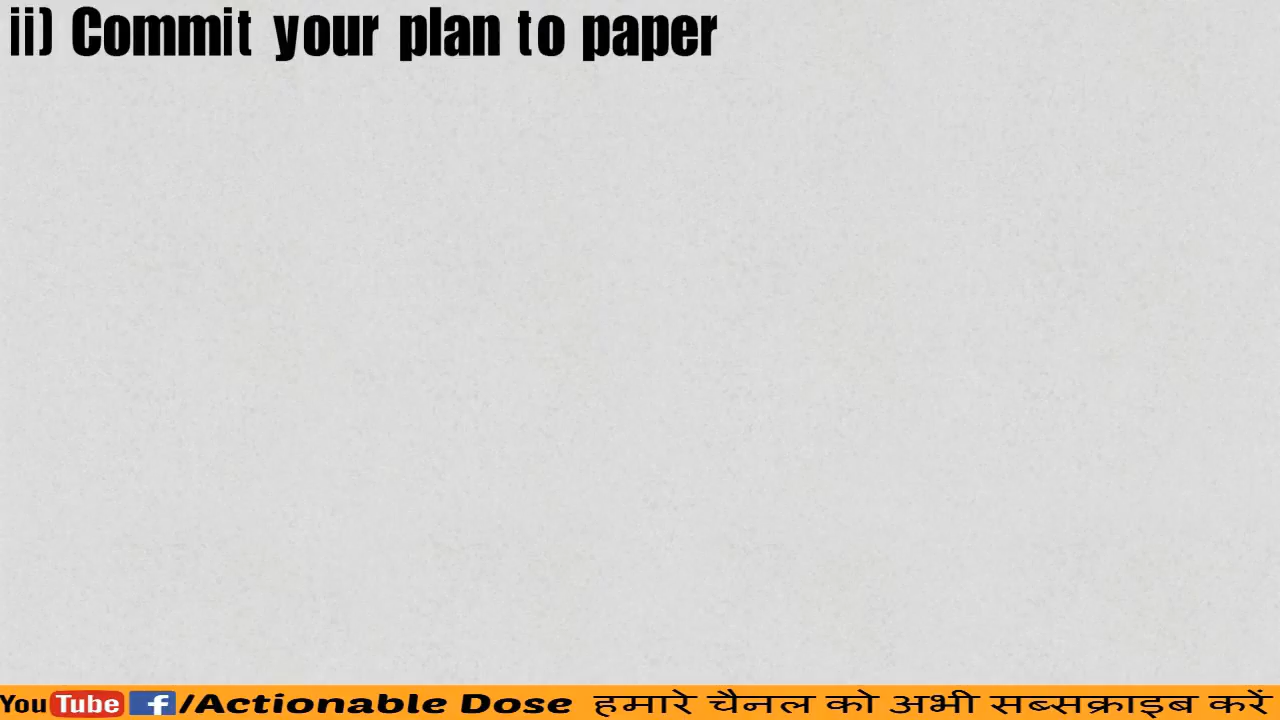 ii) Commit your plan to paper
YouTube f/Actionable Dose हमारे चैनल को अभी सब्सक्राइब करें